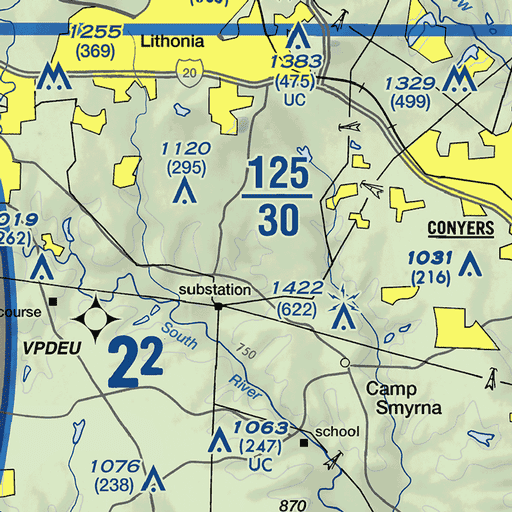 1255
(369)
Lithonia
20
1383
(475)
UC
1329
(499)
1120
(295)
125
30
CONYERS
1031
(216)
019
262)
substation
1422
(622)
course
VPDEU
22
South
750
River
Camp
Smyrna
1063
(247)
UC
school
1076
(238)
870